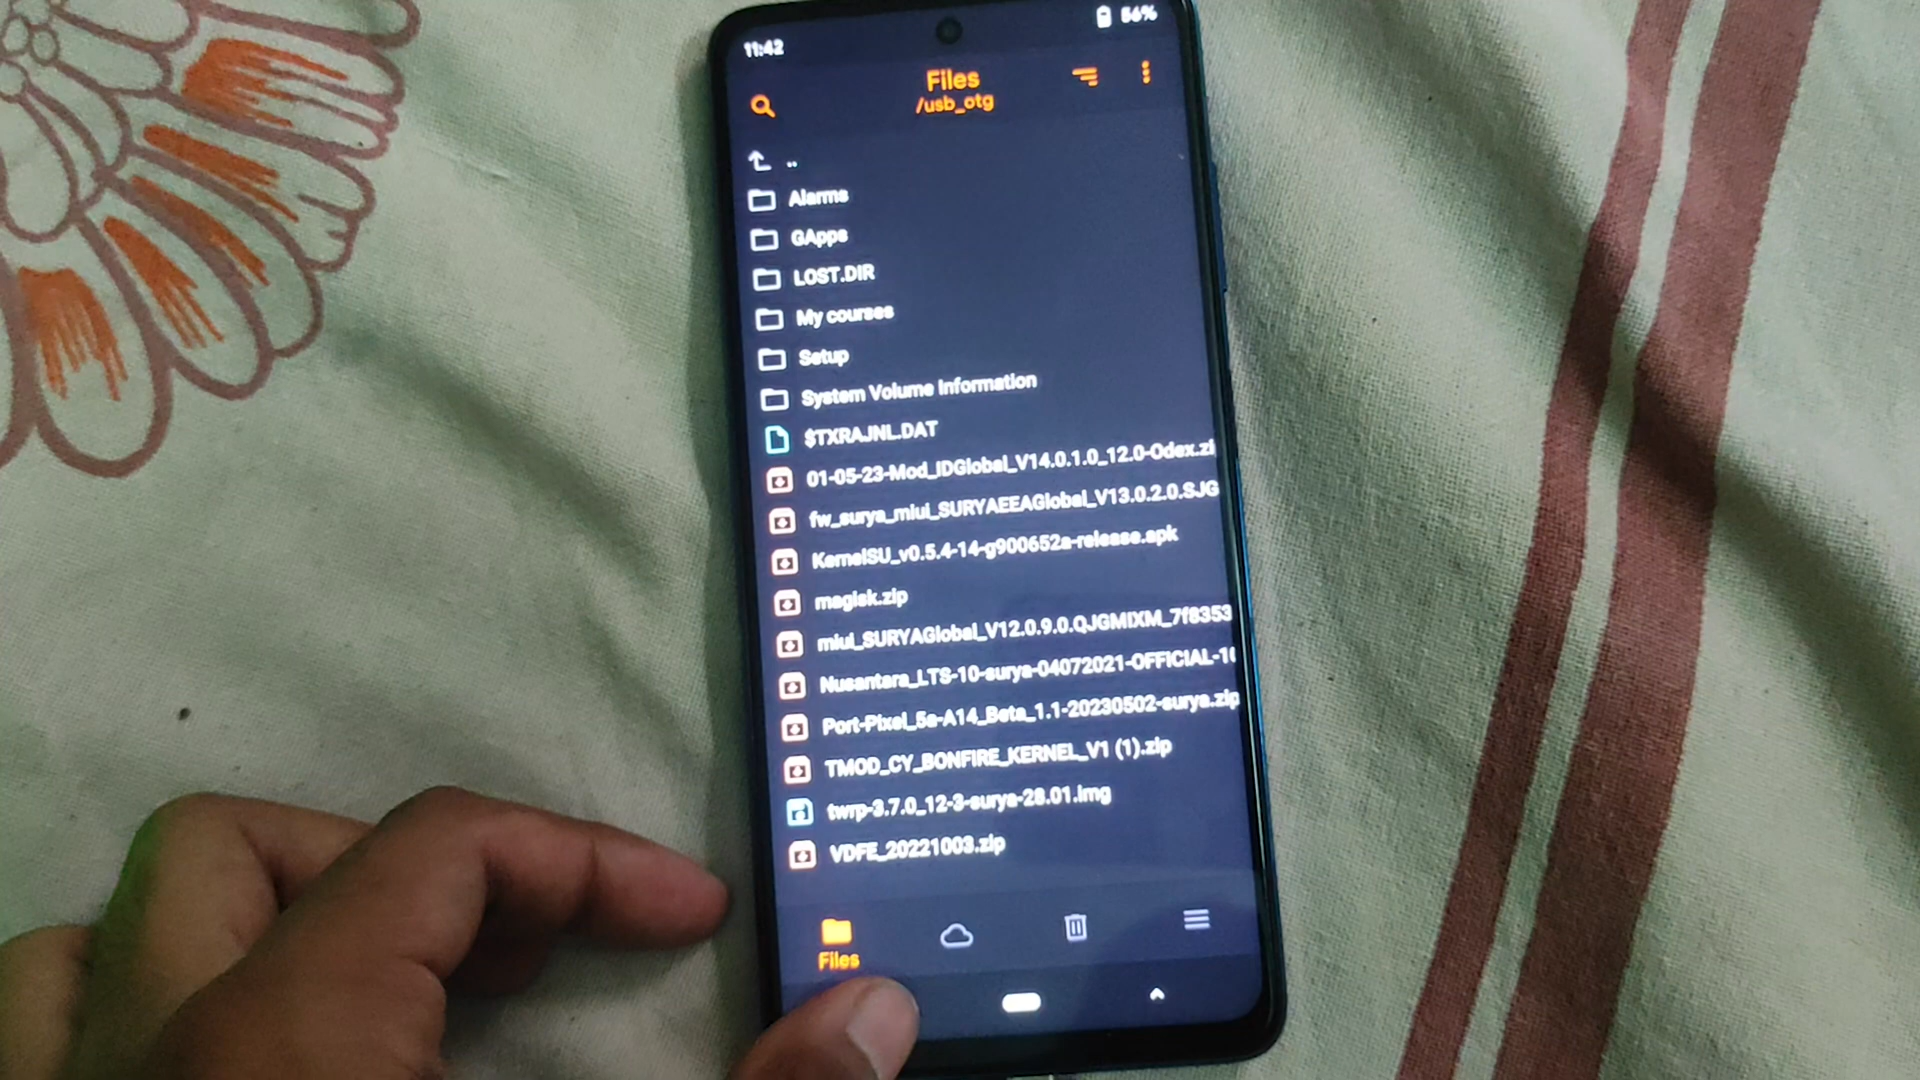 11:42
56%
Files
/usb_otg
..
Alarms
GApps
LOST.DIR
My courses
Setup
System Volume Information
$TXRAJNL.DAT
01-05-23-Mod_IDGlobal_V14.0.1.0_12.0-Odex.zi
fw_surya_miui_SURYAEEAGlobal_V13.0.2.0.SJG
KernelSU_v0.5.4-14-g900652a-release.apk
magisk.zip
miui_SURYAGlobal_V12.0.9.0.QJGMIXM_7f8353
Nusantara_LTS-10-surya-04072021-OFFICIAL-10
Port-Pixel_5a-A14_Beta_1.1-20230502-surya.zip
TMOD_CY_BONFIRE_KERNEL_V1 (1).zip
twrp-3.7.0_12-3-surya-28.01.img
VDFE_20221003.zip
Files